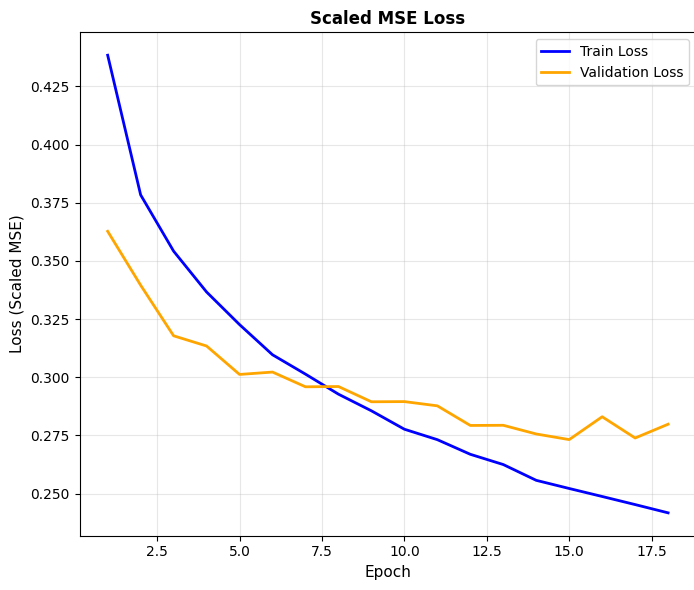 Scaled MSE Loss
Train Loss
Validation Loss
0.425
0.400
0.375
0.350
0.325
0.300
0.275
0.250
Loss (Scaled MSE)
2.5 5.0 7.5 10.0 12.5 15.0 17.5
Epoch